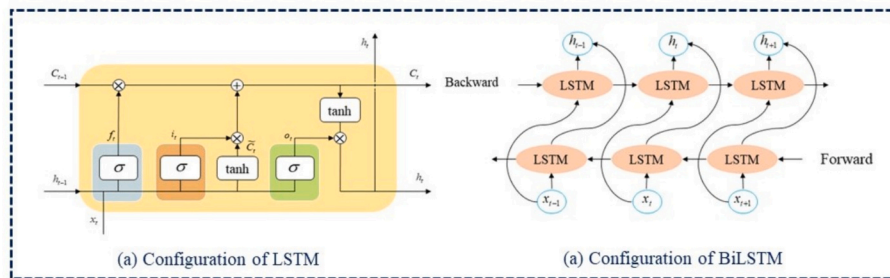 h_t
C_{t-1} C_t
tanh
f_t i_t C̃_t o_t
σ σ tanh σ
h_{t-1} h_t
x_t
(a) Configuration of LSTM
h_{t-1} h_t h_{t+1}
Backward LSTM LSTM LSTM
LSTM LSTM LSTM Forward
x_{t-1} x_t x_{t+1}
(a) Configuration of BiLSTM